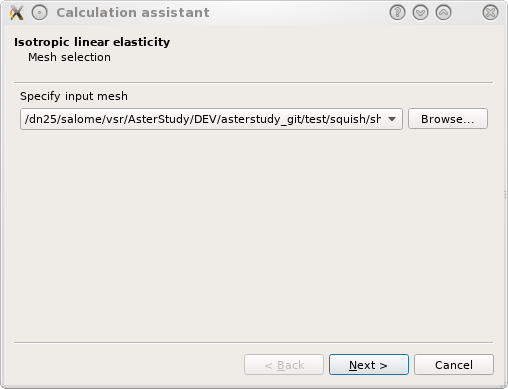 Calculation assistant
Isotropic linear elasticity
Mesh selection
Specify input mesh
/dn25/salome/vsr/AsterStudy/DEV/asterstudy_git/test/squish/sh
Browse...
< Back
Next >
Cancel